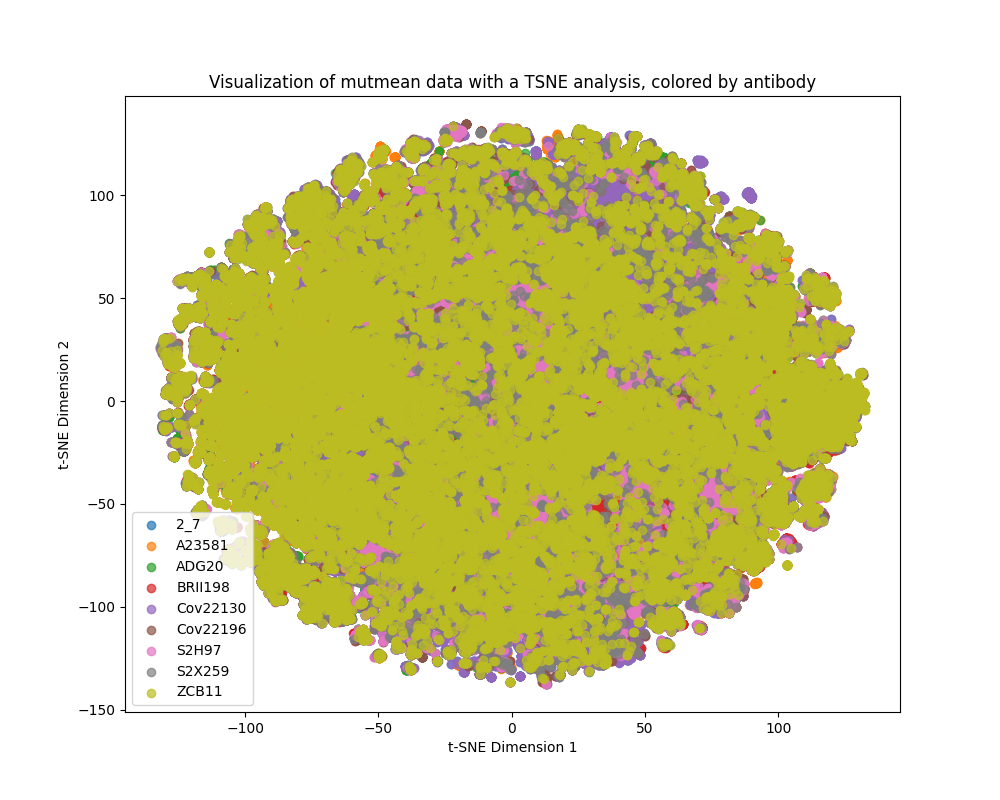 Visualization of mutmean data with a TSNE analysis, colored by antibody
100
50
0
−50
−100
−150
t-SNE Dimension 2
2_7
A23581
ADG20
BRII198
Cov22130
Cov22196
S2H97
S2X259
ZCB11
−100
−50
0
50
100
t-SNE Dimension 1